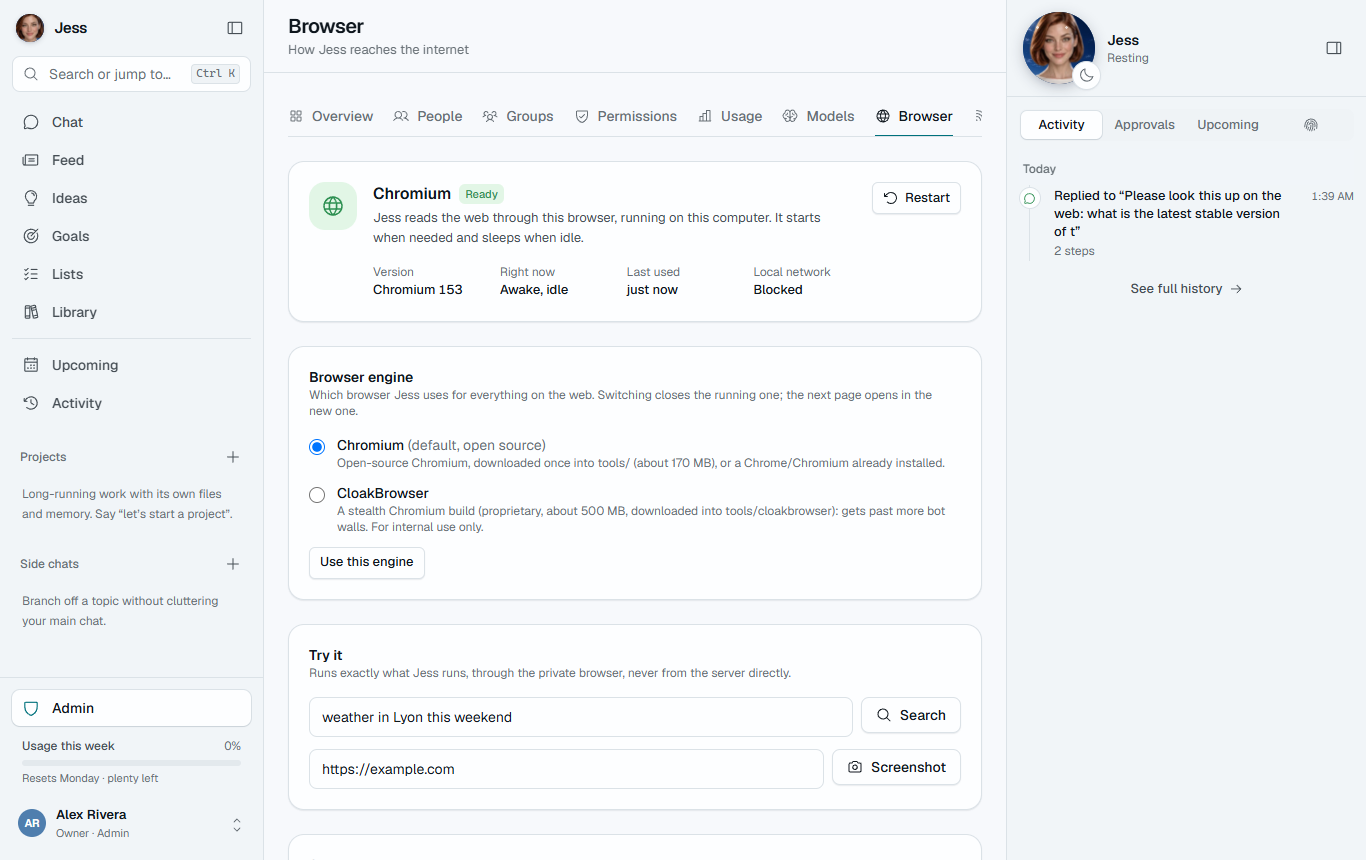 Jess
Search or jump to...
Ctrl K
Chat
Feed
Ideas
Goals
Lists
Library
Upcoming
Activity
Projects
Long-running work with its own files
and memory. Say “let’s start a project”.
Side chats
Branch off a topic without cluttering
your main chat.
Admin
Usage this week
0%
Resets Monday · plenty left
AR
Alex Rivera
Owner · Admin
Browser
How Jess reaches the internet
Overview
People
Groups
Permissions
Usage
Models
Browser
Chromium
Ready
Restart
Jess reads the web through this browser, running on this computer. It starts
when needed and sleeps when idle.
Version
Right now
Last used
Local network
Chromium 153
Awake, idle
just now
Blocked
Browser engine
Which browser Jess uses for everything on the web. Switching closes the running one; the next page opens in the
new one.
Chromium (default, open source)
Open-source Chromium, downloaded once into tools/ (about 170 MB), or a Chrome/Chromium already installed.
CloakBrowser
A stealth Chromium build (proprietary, about 500 MB, downloaded into tools/cloakbrowser): gets past more bot
walls. For internal use only.
Use this engine
Try it
Runs exactly what Jess runs, through the private browser, never from the server directly.
weather in Lyon this weekend
Search
https://example.com
Screenshot
Jess
Resting
Activity
Approvals
Upcoming
Today
Replied to “Please look this up on the
web: what is the latest stable version
of t”
1:39 AM
2 steps
See full history